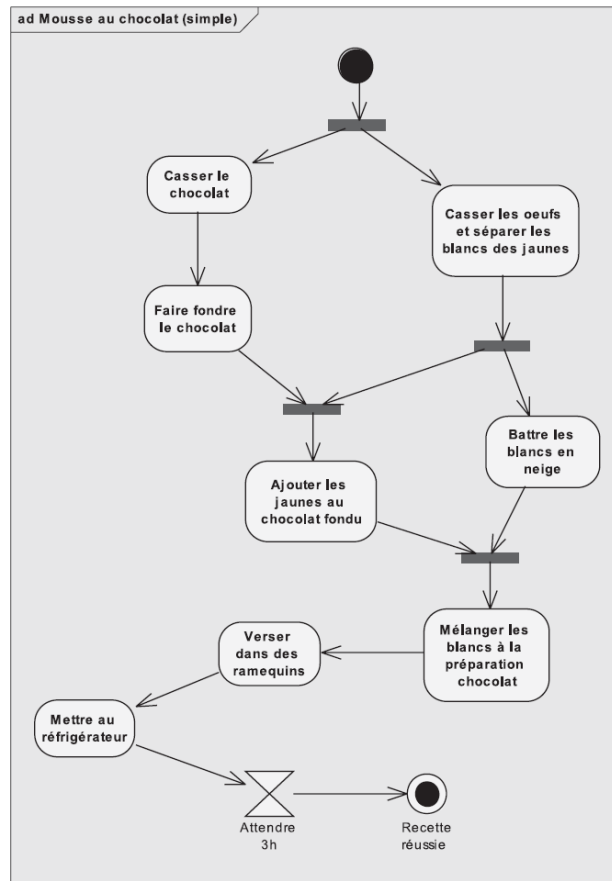 ad Mousse au chocolat (simple)
Casser le
chocolat
Casser les oeufs
et séparer les
blancs des jaunes
Faire fondre
le chocolat
Battre les
blancs en
neige
Ajouter les
jaunes au
chocolat fondu
Mélanger les
blancs à la
préparation
chocolat
Verser
dans des
ramequins
Mettre au
réfrigérateur
Attendre
3h
Recette
réussie